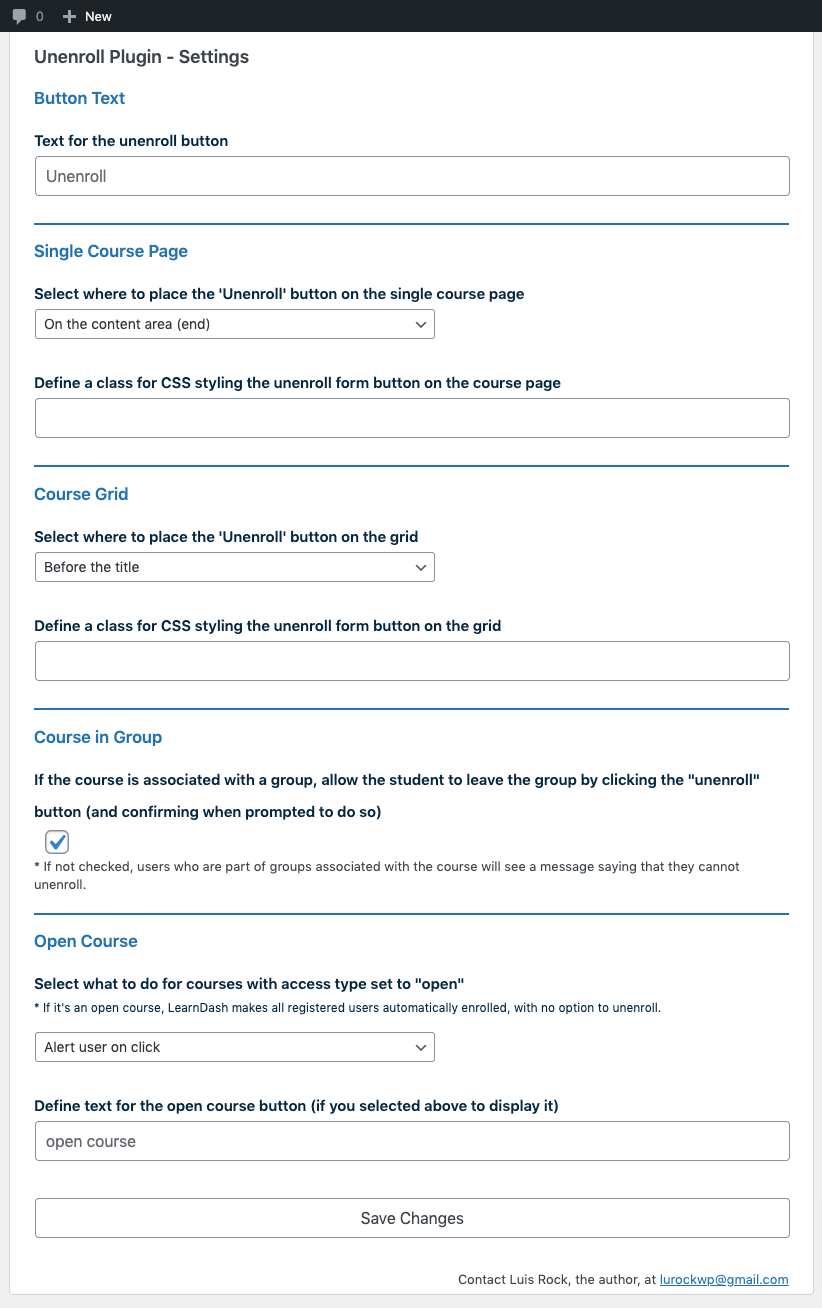 0 New
Unenroll Plugin - Settings
Button Text
Text for the unenroll button
Unenroll
Single Course Page
Select where to place the 'Unenroll' button on the single course page
On the content area (end)
Define a class for CSS styling the unenroll form button on the course page
Course Grid
Select where to place the 'Unenroll' button on the grid
Before the title
Define a class for CSS styling the unenroll form button on the grid
Course in Group
If the course is associated with a group, allow the student to leave the group by clicking the "unenroll"
button (and confirming when prompted to do so)
* If not checked, users who are part of groups associated with the course will see a message saying that they cannot
unenroll.
Open Course
Select what to do for courses with access type set to "open"
* If it's an open course, LearnDash makes all registered users automatically enrolled, with no option to unenroll.
Alert user on click
Define text for the open course button (if you selected above to display it)
open course
Save Changes
Contact Luis Rock, the author, at lurockwp@gmail.com